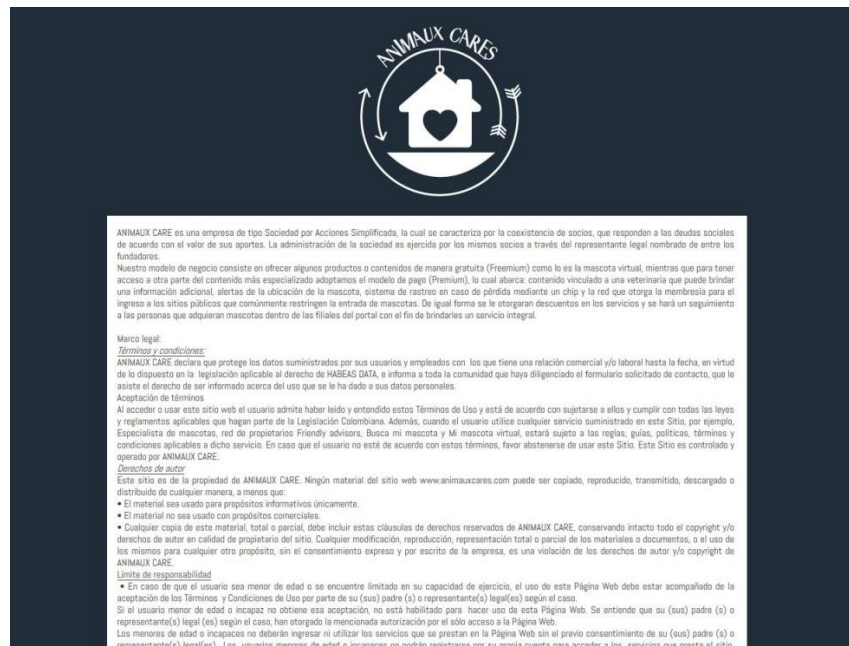 ANIMAUX CARES
ANIMAUX CARE es una empresa de tipo Sociedad por Acciones Simplificada, la cual se caracteriza por la coexistencia de socios, que responden a las deudas sociales
de acuerdo con el valor de sus aportes. La administración de la sociedad es ejercida por los mismos socios a través del representante legal nombrado de entre los
fundadores.
Nuestro modelo de negocio consiste en ofrecer algunos productos o contenidos de manera gratuita (Freemium) como lo es la mascota virtual, mientras que para tener
acceso a otra parte del contenido más especializado adoptamos el modelo de pago (Premium), lo cual abarca: contenido vinculado a una veterinaria que puede brindar
una información adicional, alertas de la ubicación de la mascota, sistema de rastreo en caso de pérdida mediante un chip y la red que otorga la membresía para el
ingreso a los sitios públicos que comúnmente restringen la entrada de mascotas. De igual forma se le otorgaran descuentos en los servicios y se hará un seguimiento
a las personas que adquieran mascotas dentro de las filiales del portal con el fin de brindarles un servicio integral.
Marco legal:
Términos y condiciones:
ANIMAUX CARE declara que protege los datos suministrados por sus usuarios y empleados con los que tiene una relación comercial y/o laboral hasta la fecha, en virtud
de lo dispuesto en la legislación aplicable al derecho de HABEAS DATA, e informa a toda la comunidad que haya diligenciado el formulario solicitado de contacto, que le
asiste el derecho de ser informado acerca del uso que se le ha dado a sus datos personales.
Aceptación de términos
Al acceder o usar este sitio web el usuario admite haber leído y entendido estos Términos de Uso y está de acuerdo con sujetarse a ellos y cumplir con todas las leyes
y reglamentos aplicables que hagan parte de la Legislación Colombiana. Además, cuando el usuario utilice cualquier servicio suministrado en este Sitio, por ejemplo,
Especialista de mascotas, red de propietarios Friendly advisors, Busca mi mascota y Mi mascota virtual, estará sujeto a las reglas, guías, políticas, términos y
condiciones aplicables a dicho servicio. En caso que el usuario no esté de acuerdo con estos términos, favor abstenerse de usar este Sitio. Este Sitio es controlado y
operado por ANIMAUX CARE.
Derechos de autor
Este sitio es de la propiedad de ANIMAUX CARE. Ningún material del sitio web www.animauxcares.com puede ser copiado, reproducido, transmitido, descargado o
distribuido de cualquier manera, a menos que:
• El material sea usado para propósitos informativos únicamente.
• El material no sea usado con propósitos comerciales.
• Cualquier copia de este material, total o parcial, debe incluir estas cláusulas de derechos reservados de ANIMAUX CARE, conservando intacto todo el copyright y/o
derechos de autor en calidad de propietario del sitio. Cualquier modificación, reproducción, representación total o parcial de los materiales o documentos, o el uso de
los mismos para cualquier otro propósito, sin el consentimiento expreso y por escrito de la empresa, es una violación de los derechos de autor y/o copyright de
ANIMAUX CARE.
Límite de responsabilidad
• En caso de que el usuario sea menor de edad o se encuentre limitado en su capacidad de ejercicio, el uso de esta Página Web debe estar acompañado de la
aceptación de los Términos y Condiciones de Uso por parte de su (sus) padre (s) o representante(s) legal(es) según el caso.
Si el usuario menor de edad o incapaz no obtiene esa aceptación, no está habilitado para hacer uso de esta Página Web. Se entiende que su (sus) padre (s) o
representante(s) legal (es) según el caso, han otorgado la mencionada autorización por el sólo acceso a la Página Web.
Los menores de edad o incapaces no deberán ingresar ni utilizar los servicios que se prestan en la Página Web sin el previo consentimiento de su (sus) padre (s) o
representante(s) legal(es). Los usuarios menores de edad o incapaces no podrán registrarse por su propia cuenta para acceder a los servicios que presta el sitio